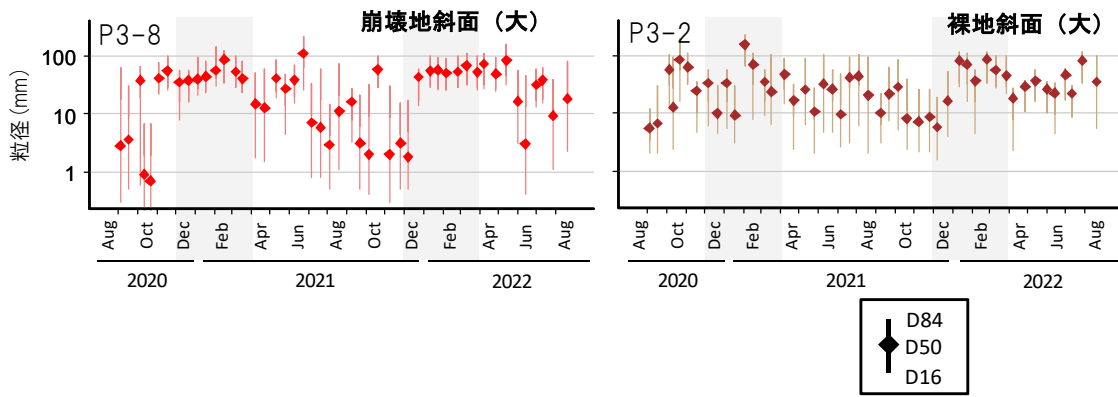 P3-8
崩壊地斜面（大）
粒径(mm)
100
10
1
Aug
Oct
Dec
Feb
Apr
Jun
Aug
Oct
Dec
Feb
Apr
Jun
Aug
2020
2021
2022
P3-2
裸地斜面（大）
Aug
Oct
Dec
Feb
Apr
Jun
Aug
Oct
Dec
Feb
Apr
Jun
Aug
2020
2021
2022
D84
D50
D16